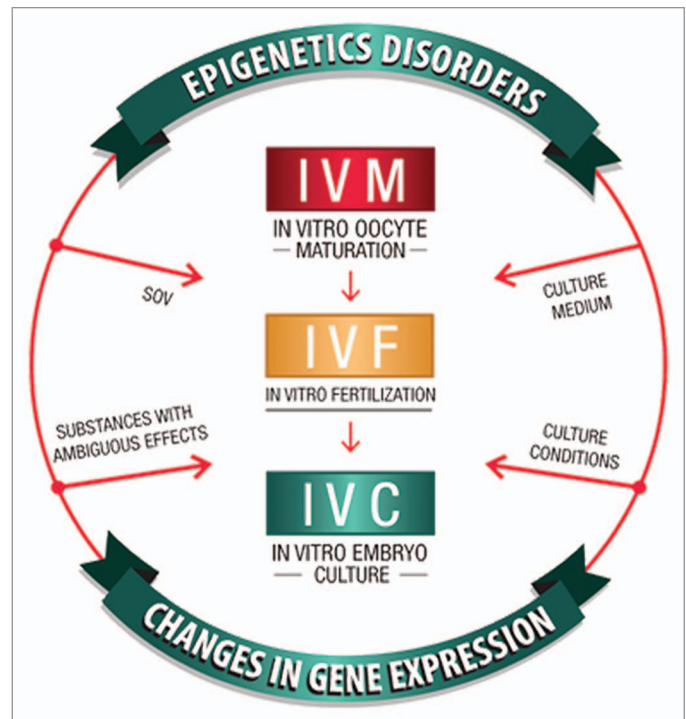 EPIGENETICS DISORDERS
IVM
IN VITRO OOCYTE
MATURATION
SOV
CULTURE
MEDIUM
IVF
IN VITRO FERTILIZATION
SUBSTANCES WITH
AMBIGUOUS EFFECTS
CULTURE
CONDITIONS
IVC
IN VITRO EMBRYO
CULTURE
CHANGES IN GENE EXPRESSION